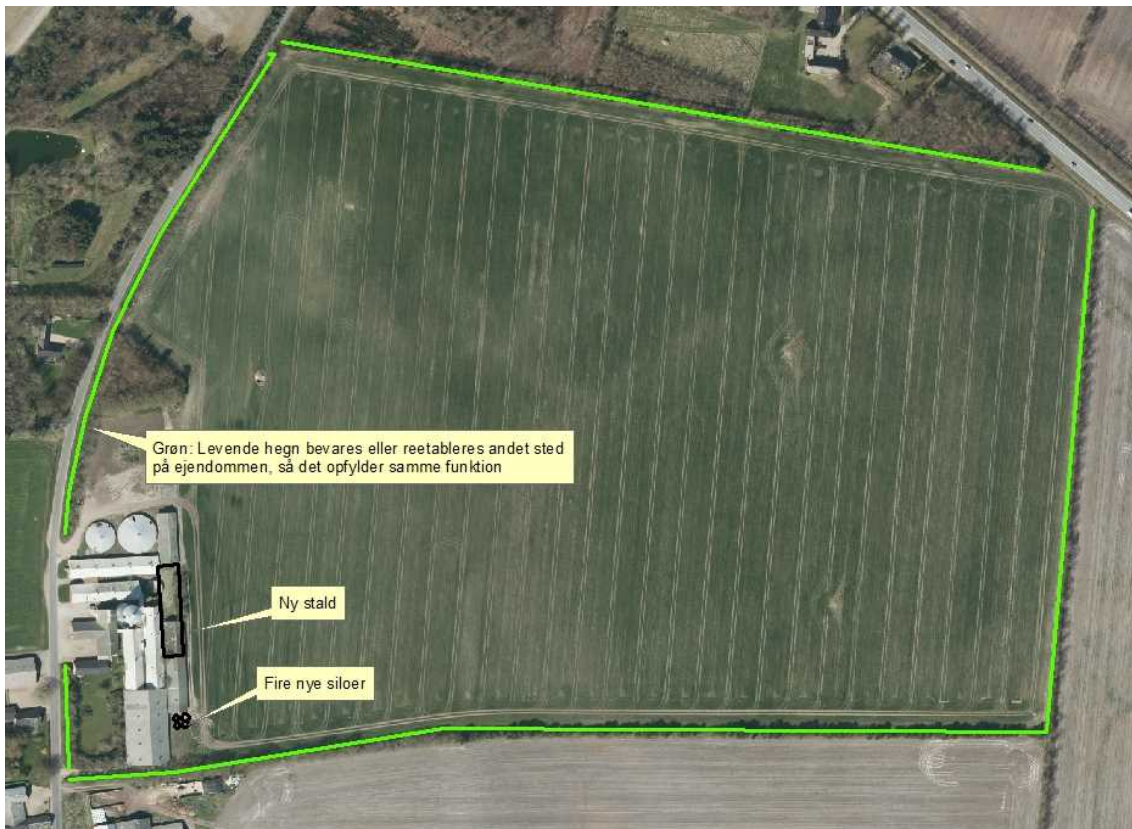 Grøn: Levende hegn bevares eller reetableres andet sted
på ejendommen, så det opfylder samme funktion
Ny stald
Fire nye siloer